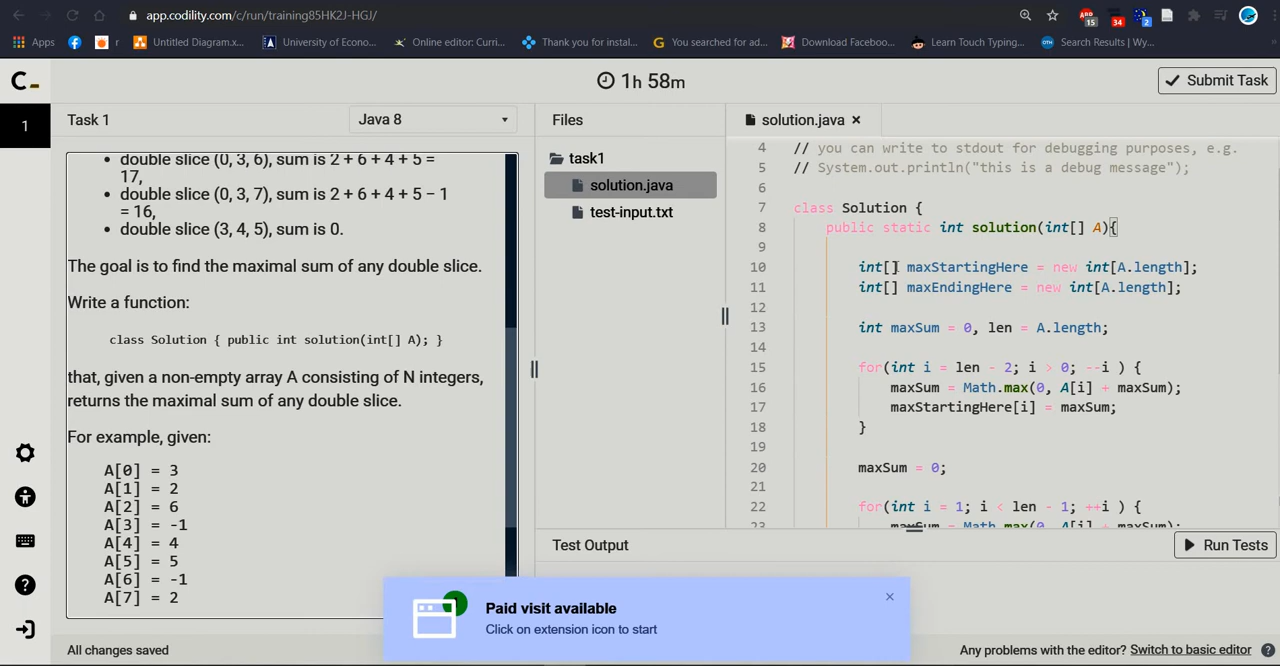 app.codility.com/c/run/training85HK2J-HGJ/
15
34
2
Apps
r
Untitled Diagram.x...
University of Econo...
Online editor: Curri...
Thank you for instal...
You searched for ad...
Download Faceboo...
Learn Touch Typing...
Search Results | Wy...
C_
1h 58m
Submit Task
1
Task 1
Java 8
Files
solution.java
task1
solution.java
test-input.txt
• double slice (0, 3, 6), sum is 2 + 6 + 4 + 5 =
17,
• double slice (0, 3, 7), sum is 2 + 6 + 4 + 5 − 1
= 16,
• double slice (3, 4, 5), sum is 0.
The goal is to find the maximal sum of any double slice.
Write a function:
class Solution { public int solution(int[] A); }
that, given a non-empty array A consisting of N integers,
returns the maximal sum of any double slice.
For example, given:
A[0] = 3
A[1] = 2
A[2] = 6
A[3] = -1
A[4] = 4
A[5] = 5
A[6] = -1
A[7] = 2
4 // you can write to stdout for debugging purposes, e.g.
5 // System.out.println("this is a debug message");
6
7 class Solution {
8 public static int solution(int[] A){
9
10 int[] maxStartingHere = new int[A.length];
11 int[] maxEndingHere = new int[A.length];
12
13 int maxSum = 0, len = A.length;
14
15 for(int i = len - 2; i > 0; --i ) {
16 maxSum = Math.max(0, A[i] + maxSum);
17 maxStartingHere[i] = maxSum;
18 }
19
20 maxSum = 0;
21
22 for(int i = 1; i < len - 1; ++i ) {
23 maxSum = Math.max(0, A[i] + maxSum);
Test Output
Run Tests
Paid visit available
Click on extension icon to start
All changes saved
Any problems with the editor? Switch to basic editor